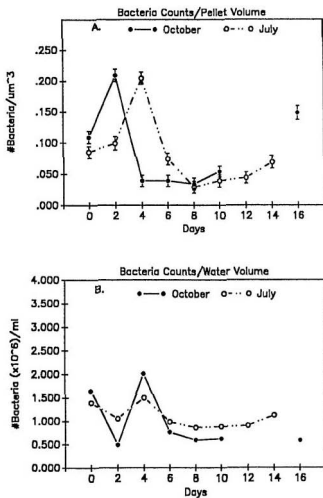 Bacteria Counts/Pellet Volume
A.
October
July
#Bacteria/um^3
.250
.200
.150
.100
.050
.000
0 2 4 6 8 10 12 14 16
Days
Bacteria Counts/Water Volume
B.
October
July
#Bacteria (x10^6)/ml
4.000
3.500
3.000
2.500
2.000
1.500
1.000
0.500
0.000
0 2 4 6 8 10 12 14 16
Days